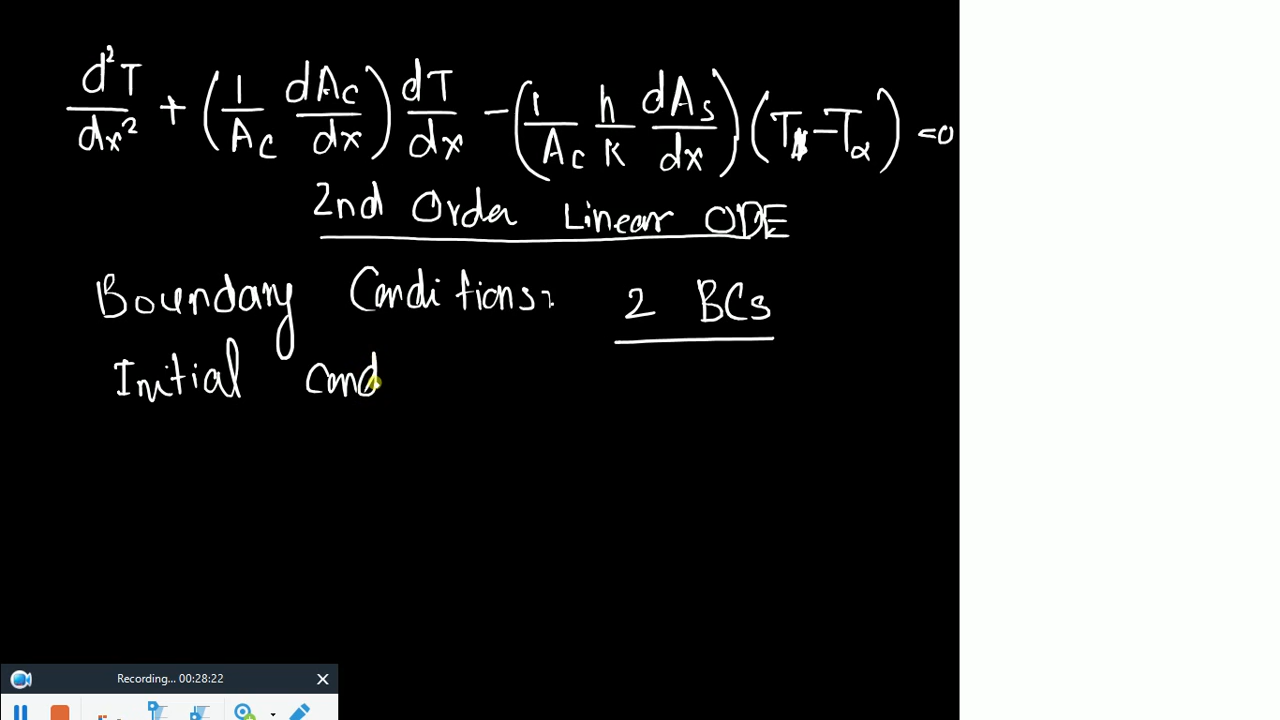 d²T/dx² + (1/Ac dAc/dx) dT/dx - (1/Ac h/k dAs/dx) (T - Tα) = 0
2nd Order Linear ODE
Boundary Conditions: 2 BCs
Initial cond
Recording... 00:28:22